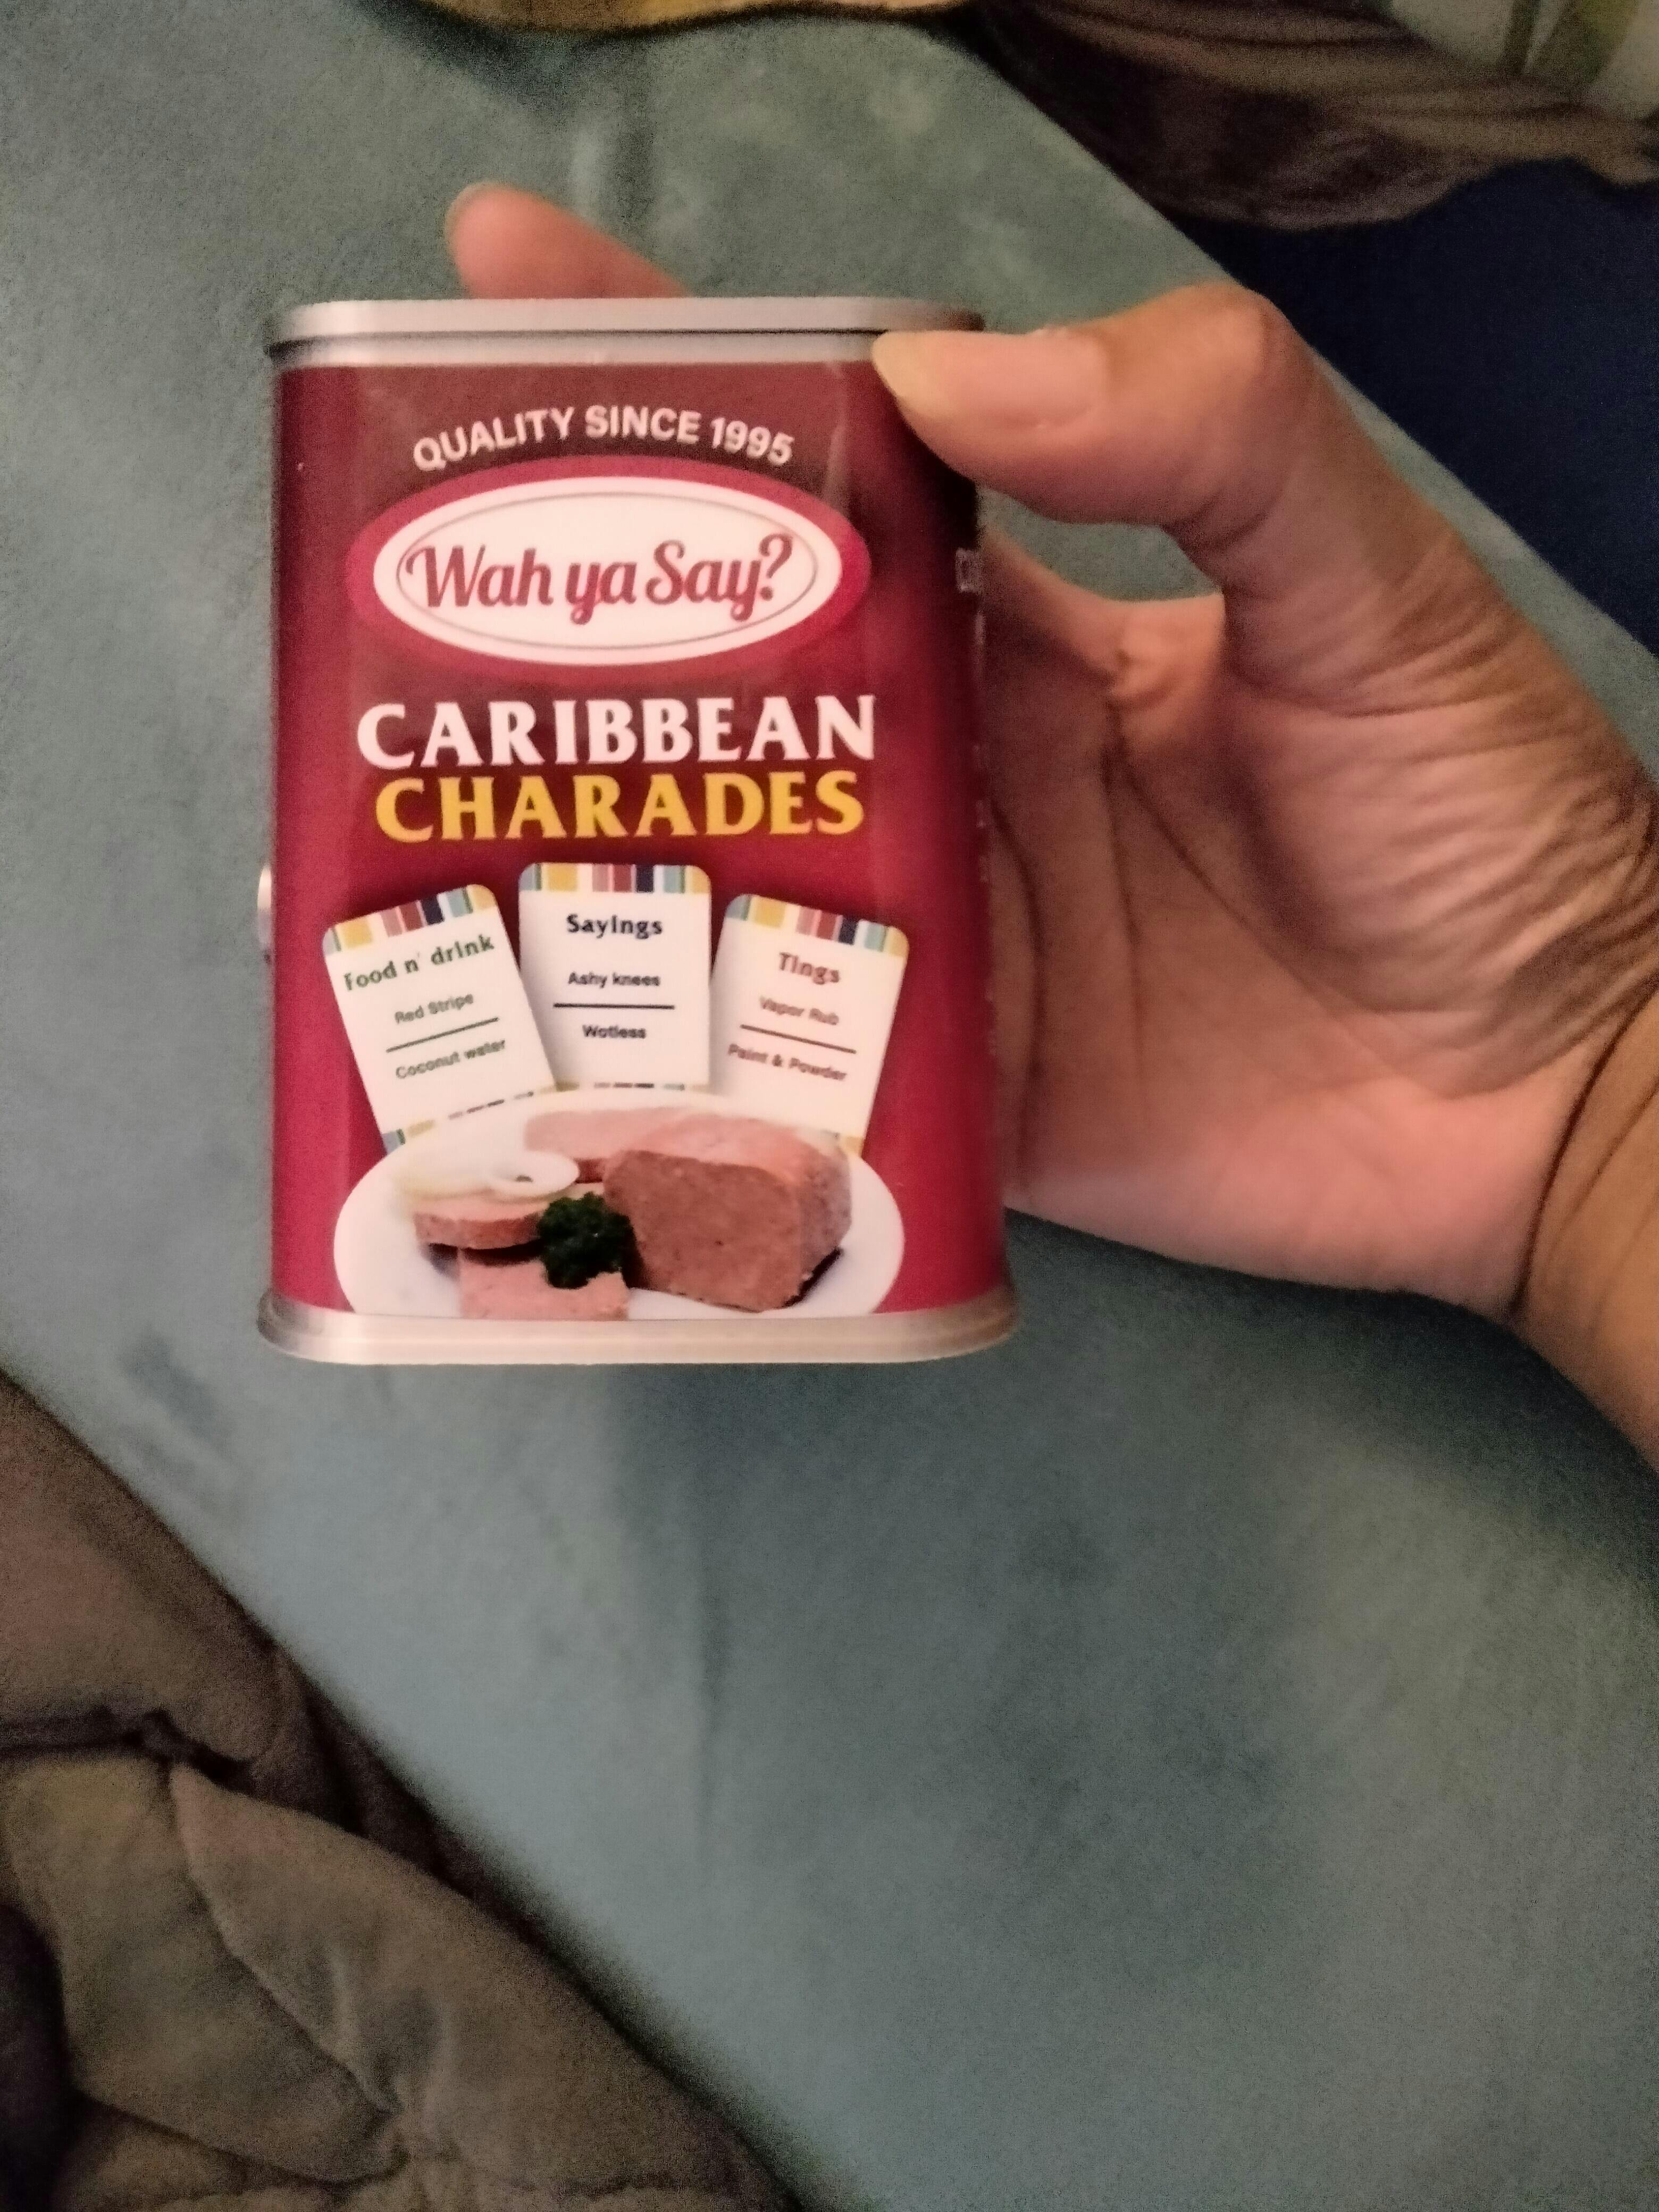 QUALITY SINCE 1995
Wah ya Say?
CARIBBEAN
CHARADES
Food n' drink
Red Stripe
Coconut water
Sayings
Ashy knees
Wotless
Tings
Vapor Rub
Paint & Powder